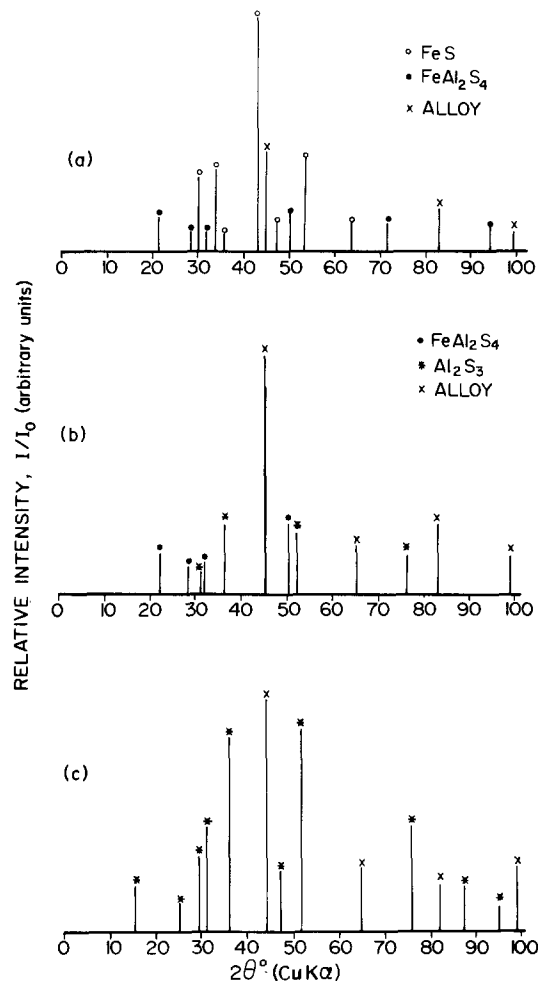 (a)
o FeS
• FeAl₂S₄
x ALLOY
0 10 20 30 40 50 60 70 80 90 100
(b)
• FeAl₂S₄
* Al₂S₃
x ALLOY
0 10 20 30 40 50 60 70 80 90 100
(c)
0 10 20 30 40 50 60 70 80 90 100
RELATIVE INTENSITY, I/I₀ (arbitrary units)
2θ° (CuKα)